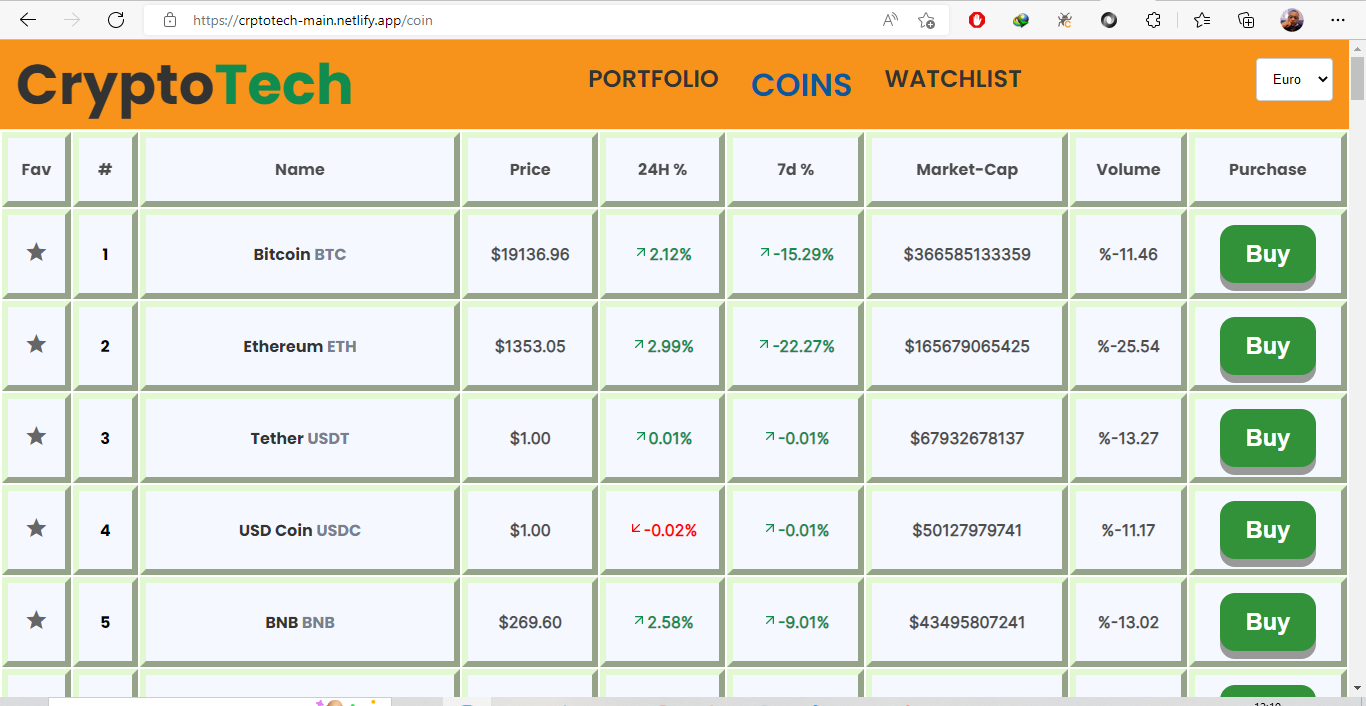 https://crptotech-main.netlify.app/coin
CryptoTech PORTFOLIO COINS WATCHLIST Euro
Fav # Name Price 24H % 7d % Market-Cap Volume Purchase
1 Bitcoin BTC $19136.96 2.12% -15.29% $366585133359 %-11.46 Buy
2 Ethereum ETH $1353.05 2.99% -22.27% $165679065425 %-25.54 Buy
3 Tether USDT $1.00 0.01% -0.01% $67932678137 %-13.27 Buy
4 USD Coin USDC $1.00 -0.02% -0.01% $50127979741 %-11.17 Buy
5 BNB BNB $269.60 2.58% -9.01% $43495807241 %-13.02 Buy